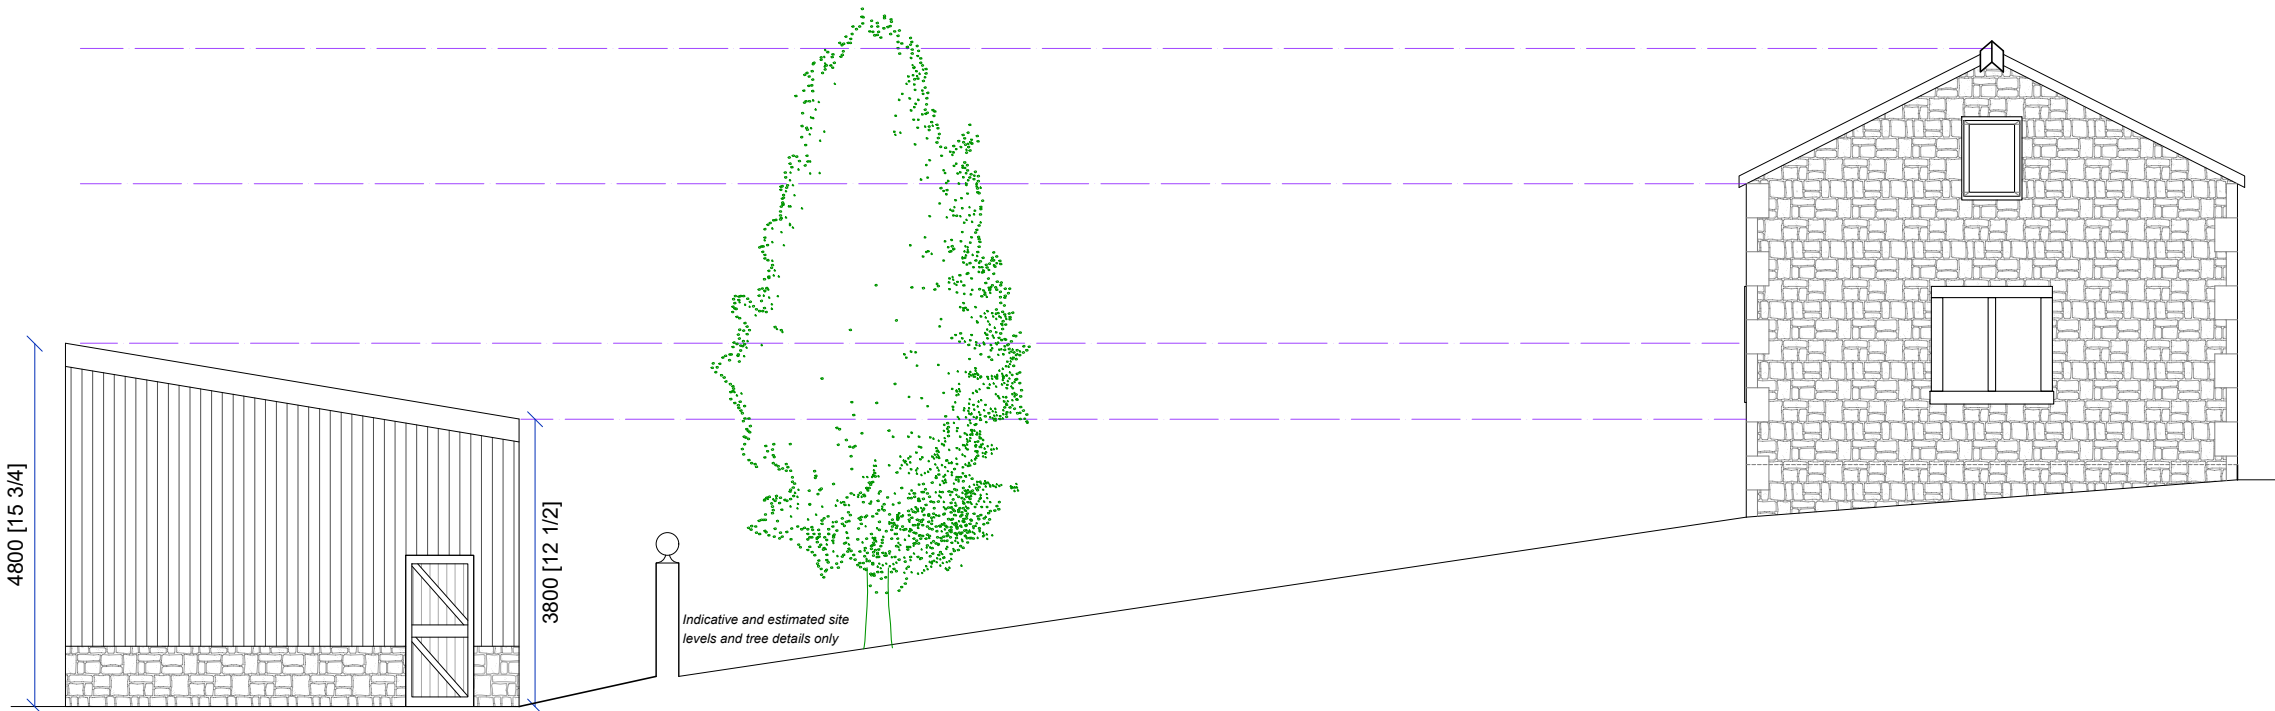 4800 [15 3/4]
3800 [12 1/2]
Indicative and estimated site
levels and tree details only